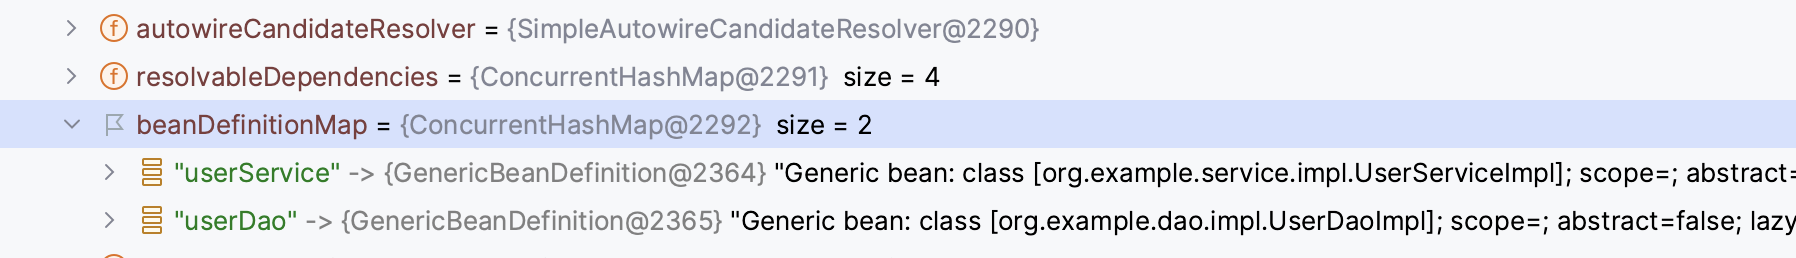 f autowireCandidateResolver = {SimpleAutowireCandidateResolver@2290}
f resolvableDependencies = {ConcurrentHashMap@2291} size = 4
beanDefinitionMap = {ConcurrentHashMap@2292} size = 2
"userService" -> {GenericBeanDefinition@2364} "Generic bean: class [org.example.service.impl.UserServiceImpl]; scope=; abstract=
"userDao" -> {GenericBeanDefinition@2365} "Generic bean: class [org.example.dao.impl.UserDaoImpl]; scope=; abstract=false; lazy